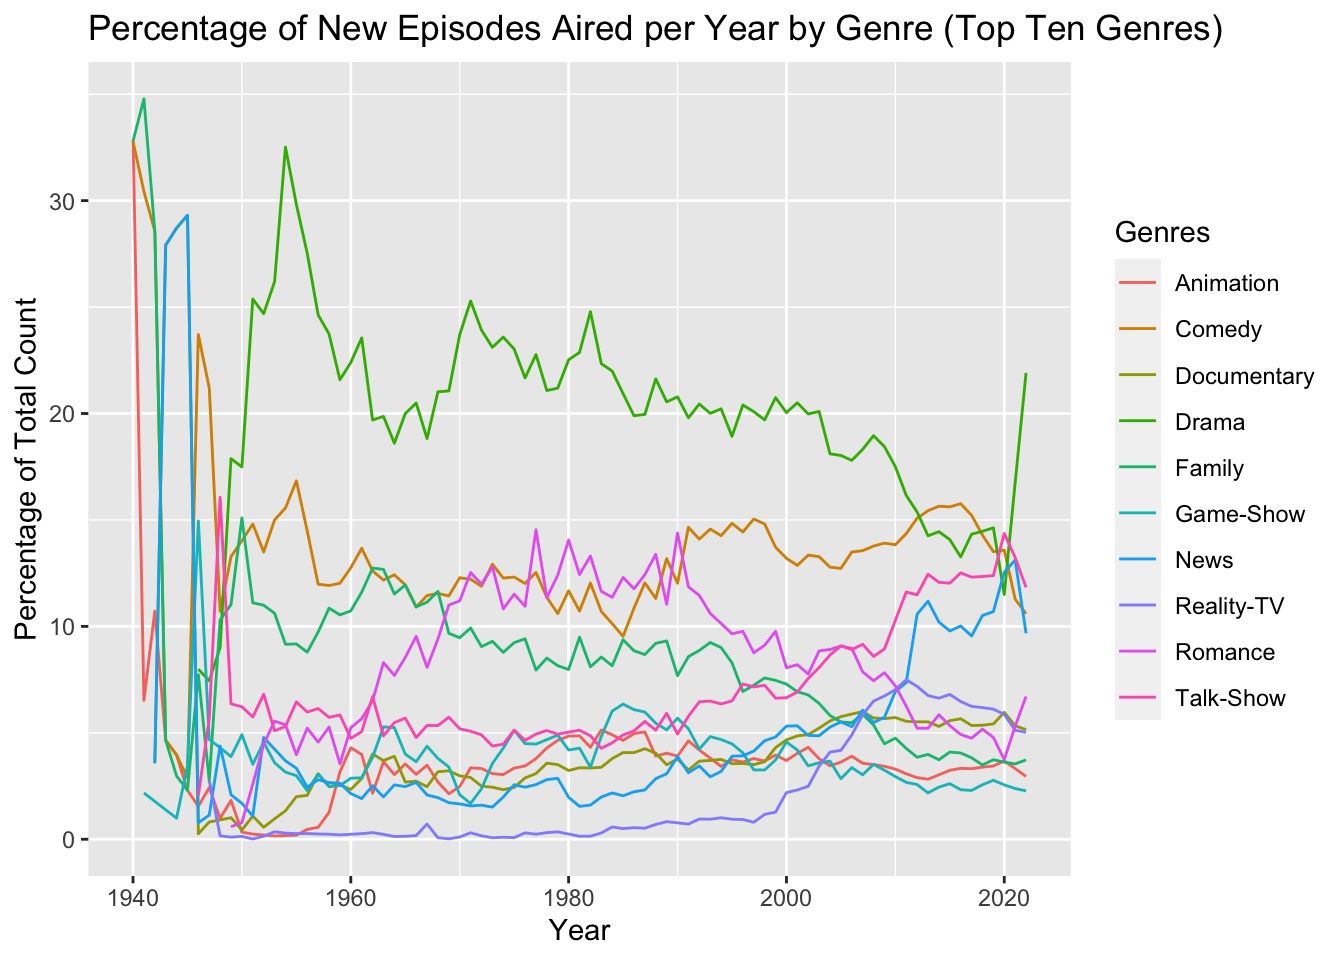 Percentage of New Episodes Aired per Year by Genre (Top Ten Genres)
Percentage of Total Count
30
20
10
0
1940
1960
1980
2000
2020
Year
Genres
Animation
Comedy
Documentary
Drama
Family
Game-Show
News
Reality-TV
Romance
Talk-Show